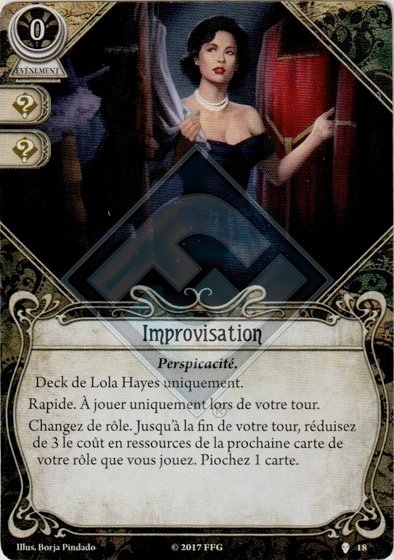 0
ÉVÉNEMENT
?
?
Improvisation
Perspicacité.
Deck de Lola Hayes uniquement.
Rapide. À jouer uniquement lors de votre tour.
Changez de rôle. Jusqu'à la fin de votre tour, réduisez
de 3 le coût en ressources de la prochaine carte de
votre rôle que vous jouez. Piochez 1 carte.
Illus. Borja Pindado
© 2017 FFG
18